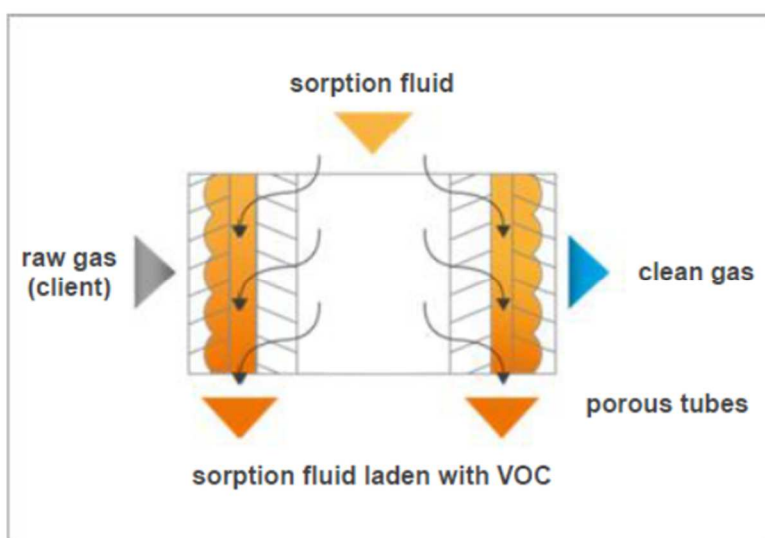 sorption fluid
raw gas
(client)
clean gas
porous tubes
sorption fluid laden with VOC